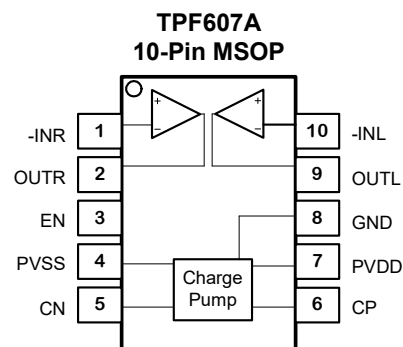 TPF607A
10-Pin MSOP
-INR 1 + − + − 10 -INL
OUTR 2 9 OUTL
EN 3 8 GND
PVSS 4 7 PVDD
CN 5 Charge Pump 6 CP